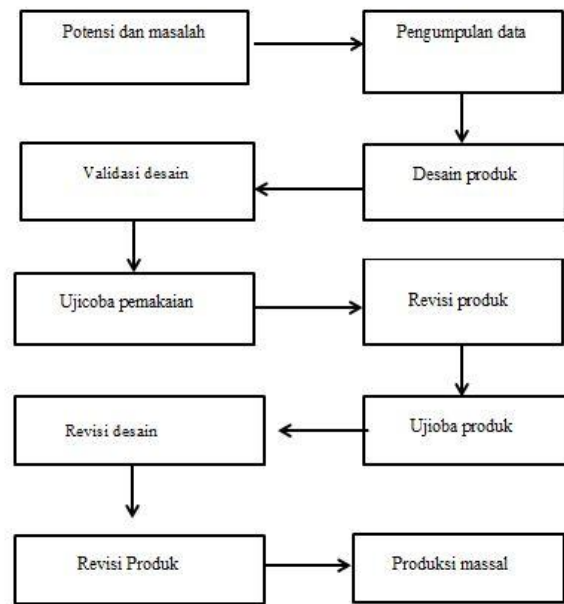 Potensi dan masalah
Pengumpulan data
Validasi desain
Desain produk
Ujicoba pemakaian
Revisi produk
Revisi desain
Ujioba produk
Revisi Produk
Produksi massal